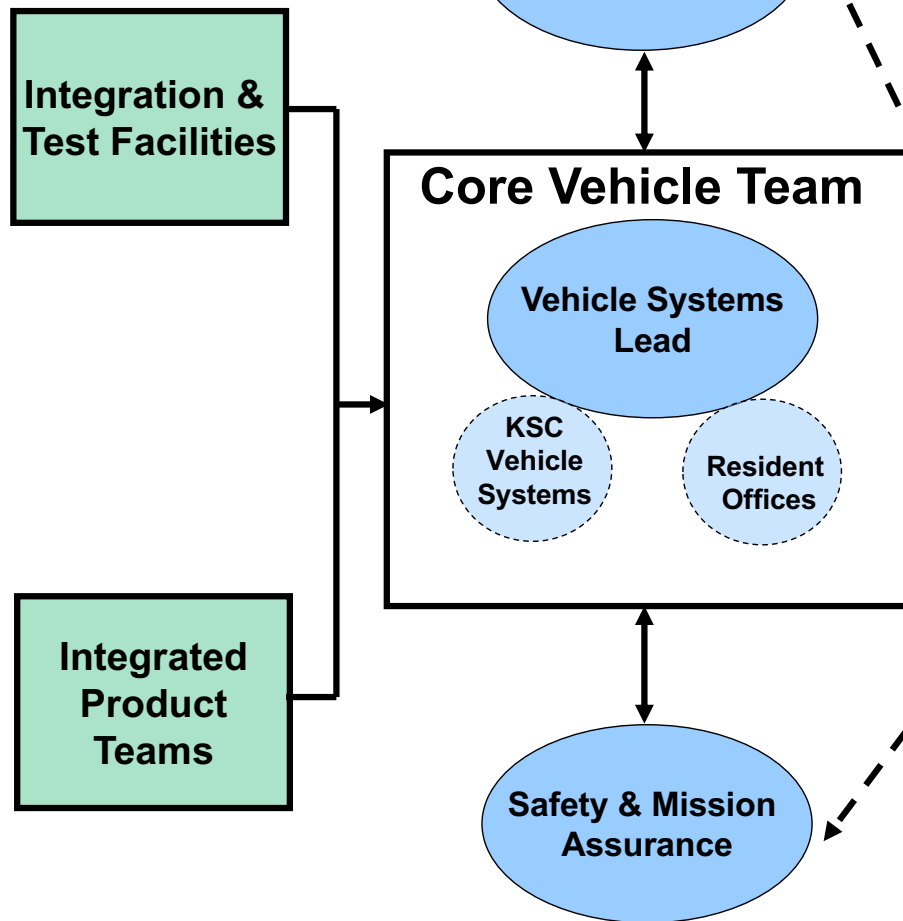 Integration &
Test Facilities
Core Vehicle Team
Vehicle Systems
Lead
KSC
Vehicle
Systems
Resident
Offices
Integrated
Product
Teams
Safety & Mission
Assurance